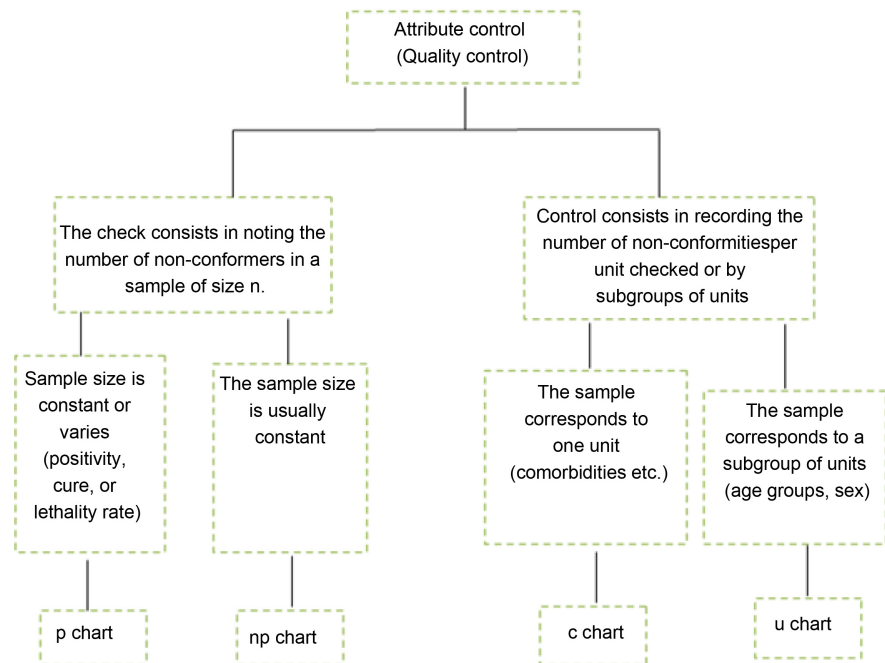 Attribute control
(Quality control)
The check consists in noting the
number of non-conformers in a
sample of size n.
Control consists in recording the
number of non-conformitiesper
unit checked or by
subgroups of units
Sample size is
constant or
varies
(positivity,
cure, or
lethality rate)
The sample size
is usually
constant
The sample
corresponds to
one unit
(comorbidities etc.)
The sample
corresponds to a
subgroup of units
(age groups, sex)
p chart
np chart
c chart
u chart